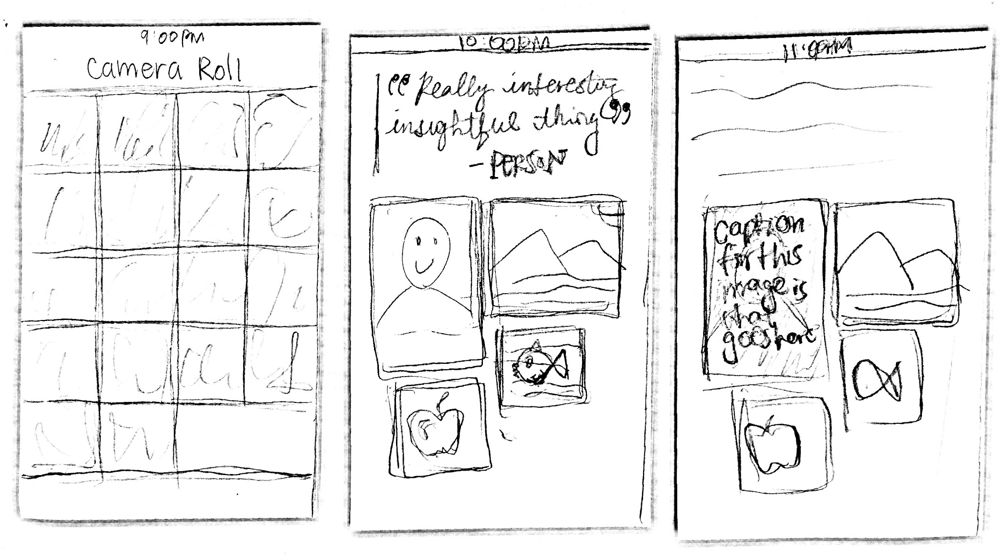 9:00PM
Camera Roll
10:00PM
“Really interesting
insightful thing”
- PERSON
11:00PM
Caption
for this
image is
what
goes here